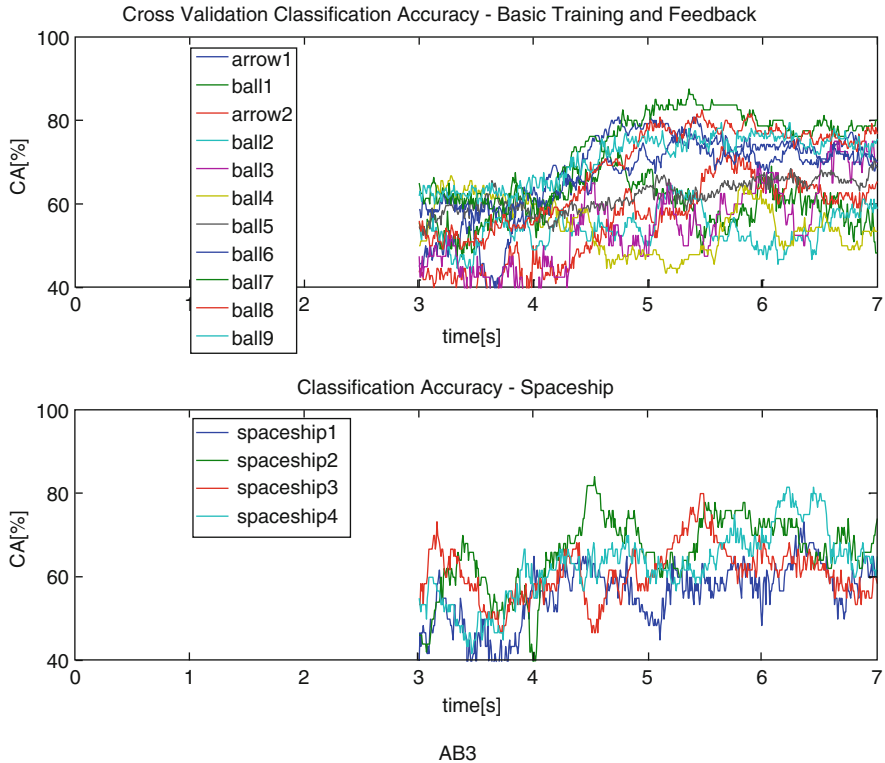 Cross Validation Classification Accuracy - Basic Training and Feedback
100
80
60
40
CA[%]
arrow1
ball1
arrow2
ball2
ball3
ball4
ball5
ball6
ball7
ball8
ball9
0 1 2 3 4 5 6 7
time[s]
Classification Accuracy - Spaceship
100
80
60
40
CA[%]
spaceship1
spaceship2
spaceship3
spaceship4
0 1 2 3 4 5 6 7
time[s]
AB3